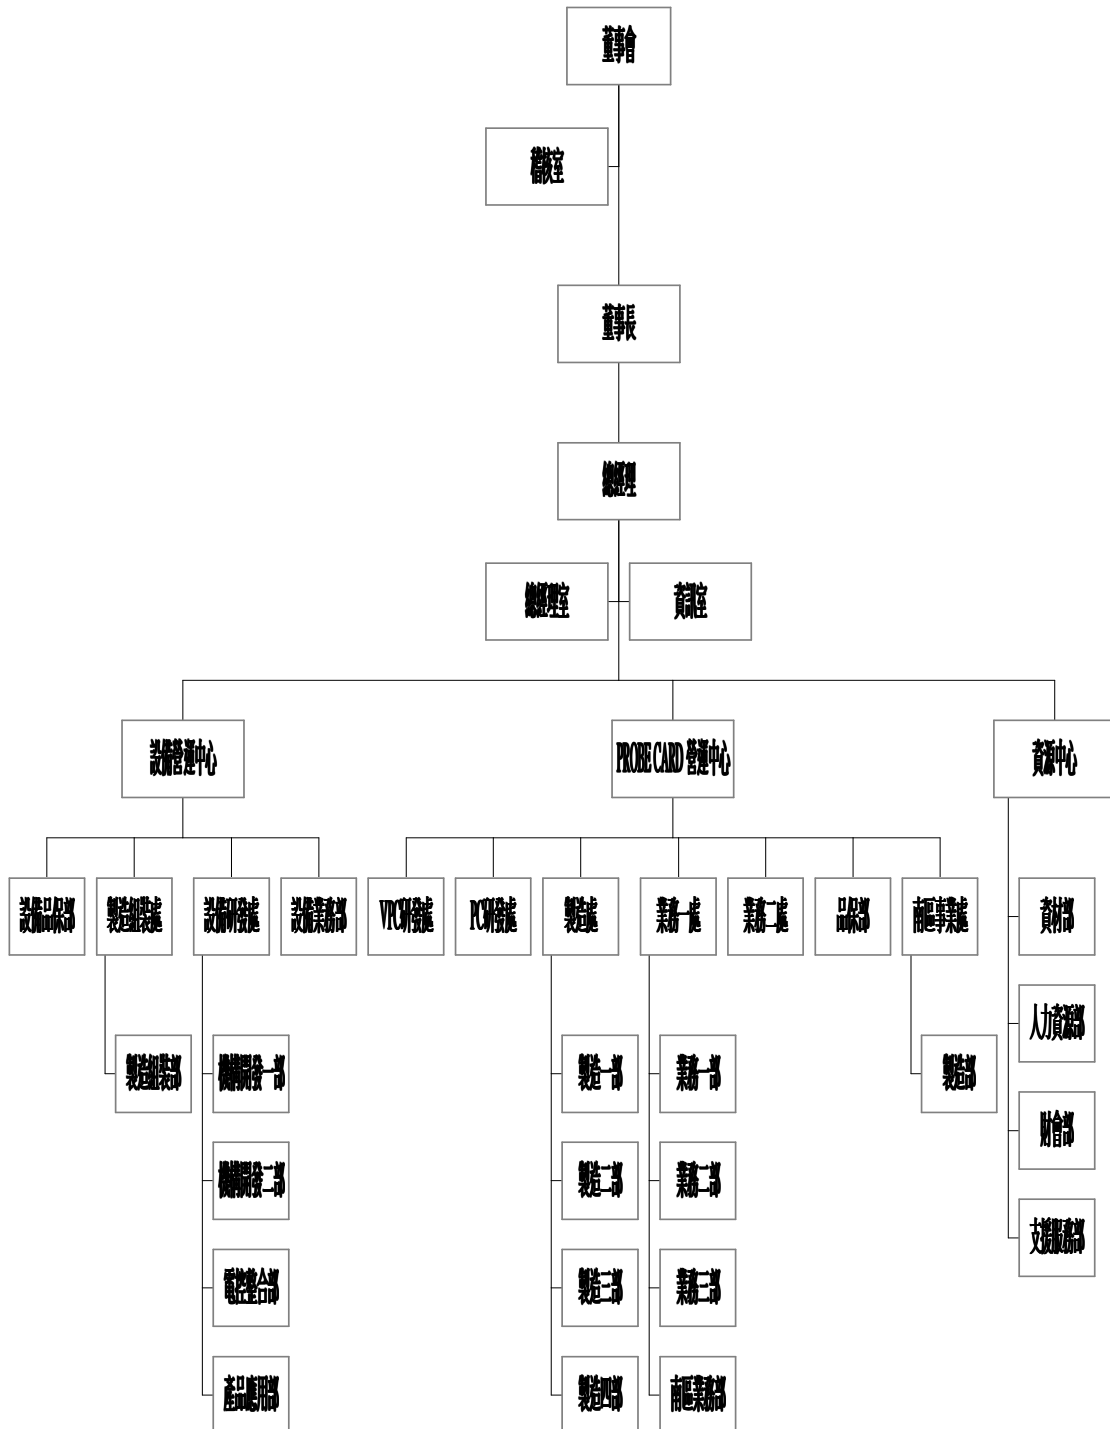 董事會
稽核室
董事長
總經理
總經理室
資訊室
設備營運中心
PROBE CARD 營運中心
資源中心
設備品保部
製造組裝處
設備研發處
設備業務部
VPC研發處
PC研發處
製造處
業務一處
業務二處
品保部
南區事業處
資材部
人力資源部
製造組裝部
機構開發一部
製造一部
業務一部
製造部
財會部
機構開發二部
製造二部
業務二部
支援服務部
電控整合部
製造三部
業務三部
產品應用部
製造四部
南區業務部